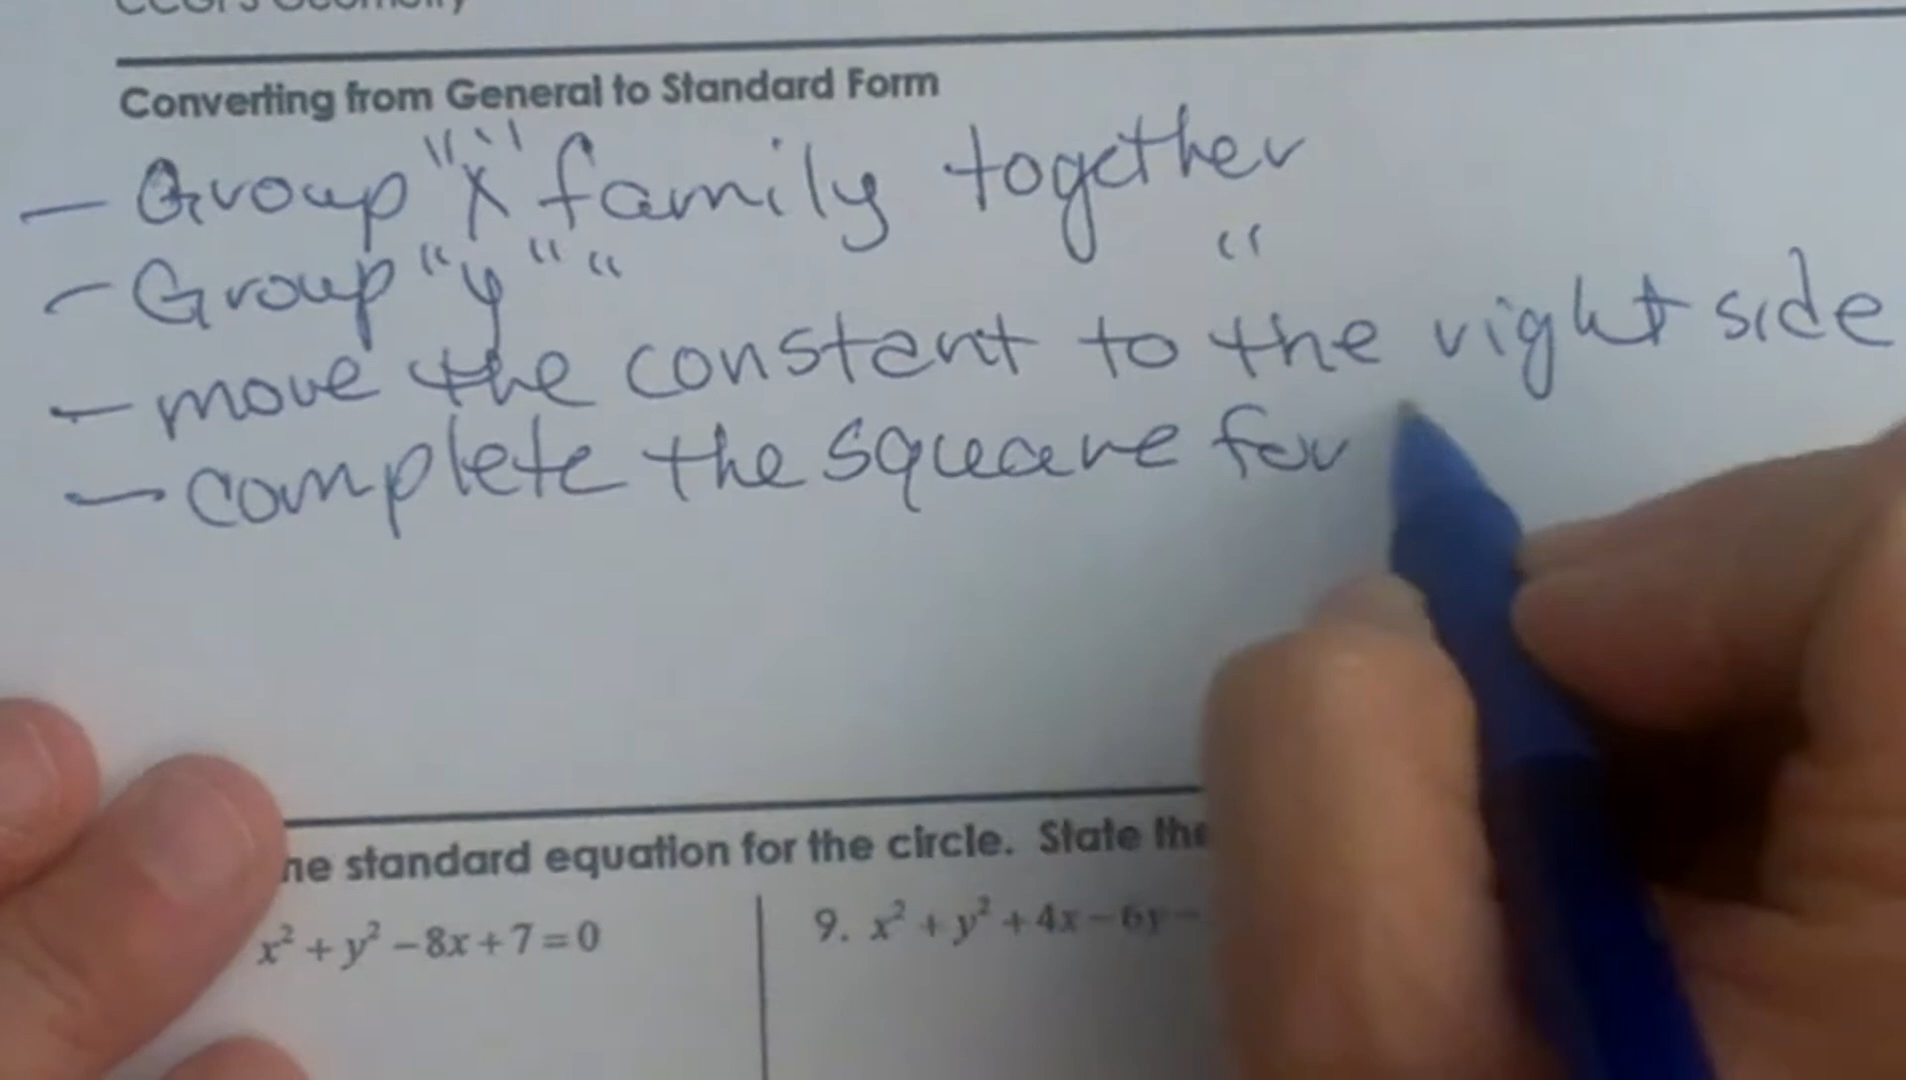 Converting from General to Standard Form
- Group "x" family together
- Group "y" " " "
- move the constant to the right side
- complete the square for
he standard equation for the circle. State the
x² + y² - 8x + 7 = 0
9. x² + y² + 4x - 6y -